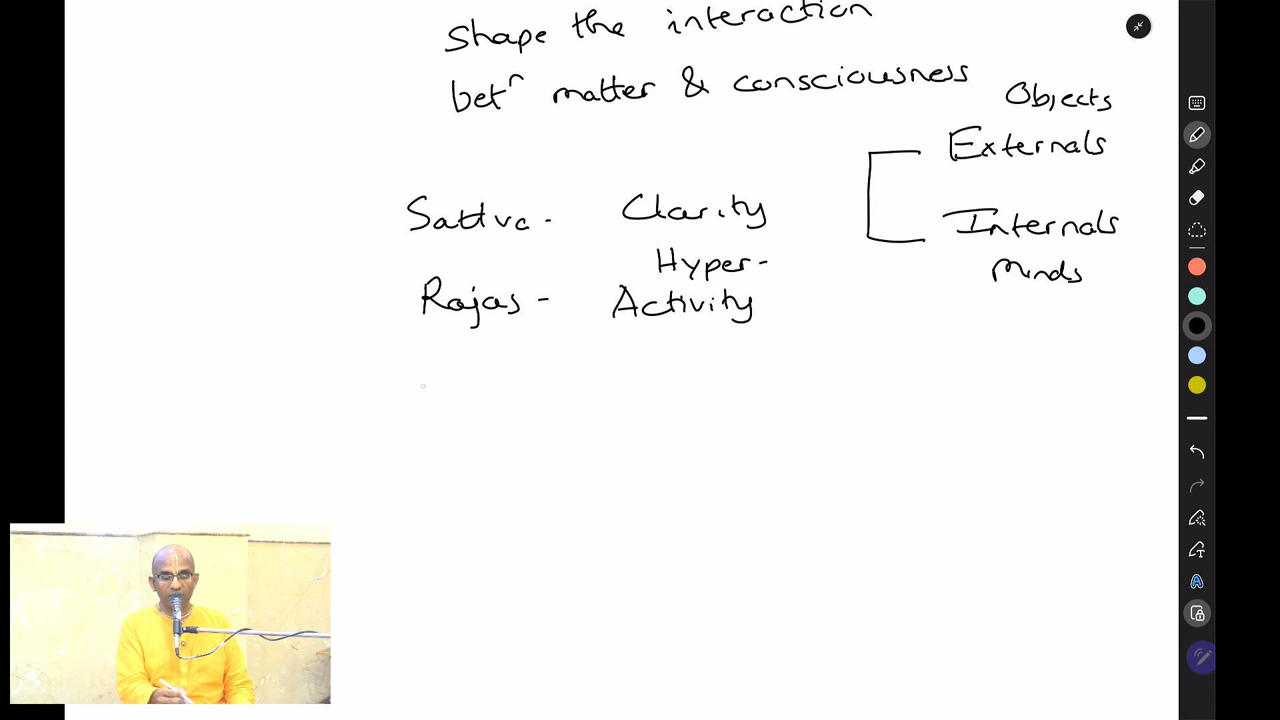 Shape the interaction
betⁿ matter & consciousness
Objects
Externals
Sattva - Clarity
Internals
Hyper-
Minds
Rajas - Activity